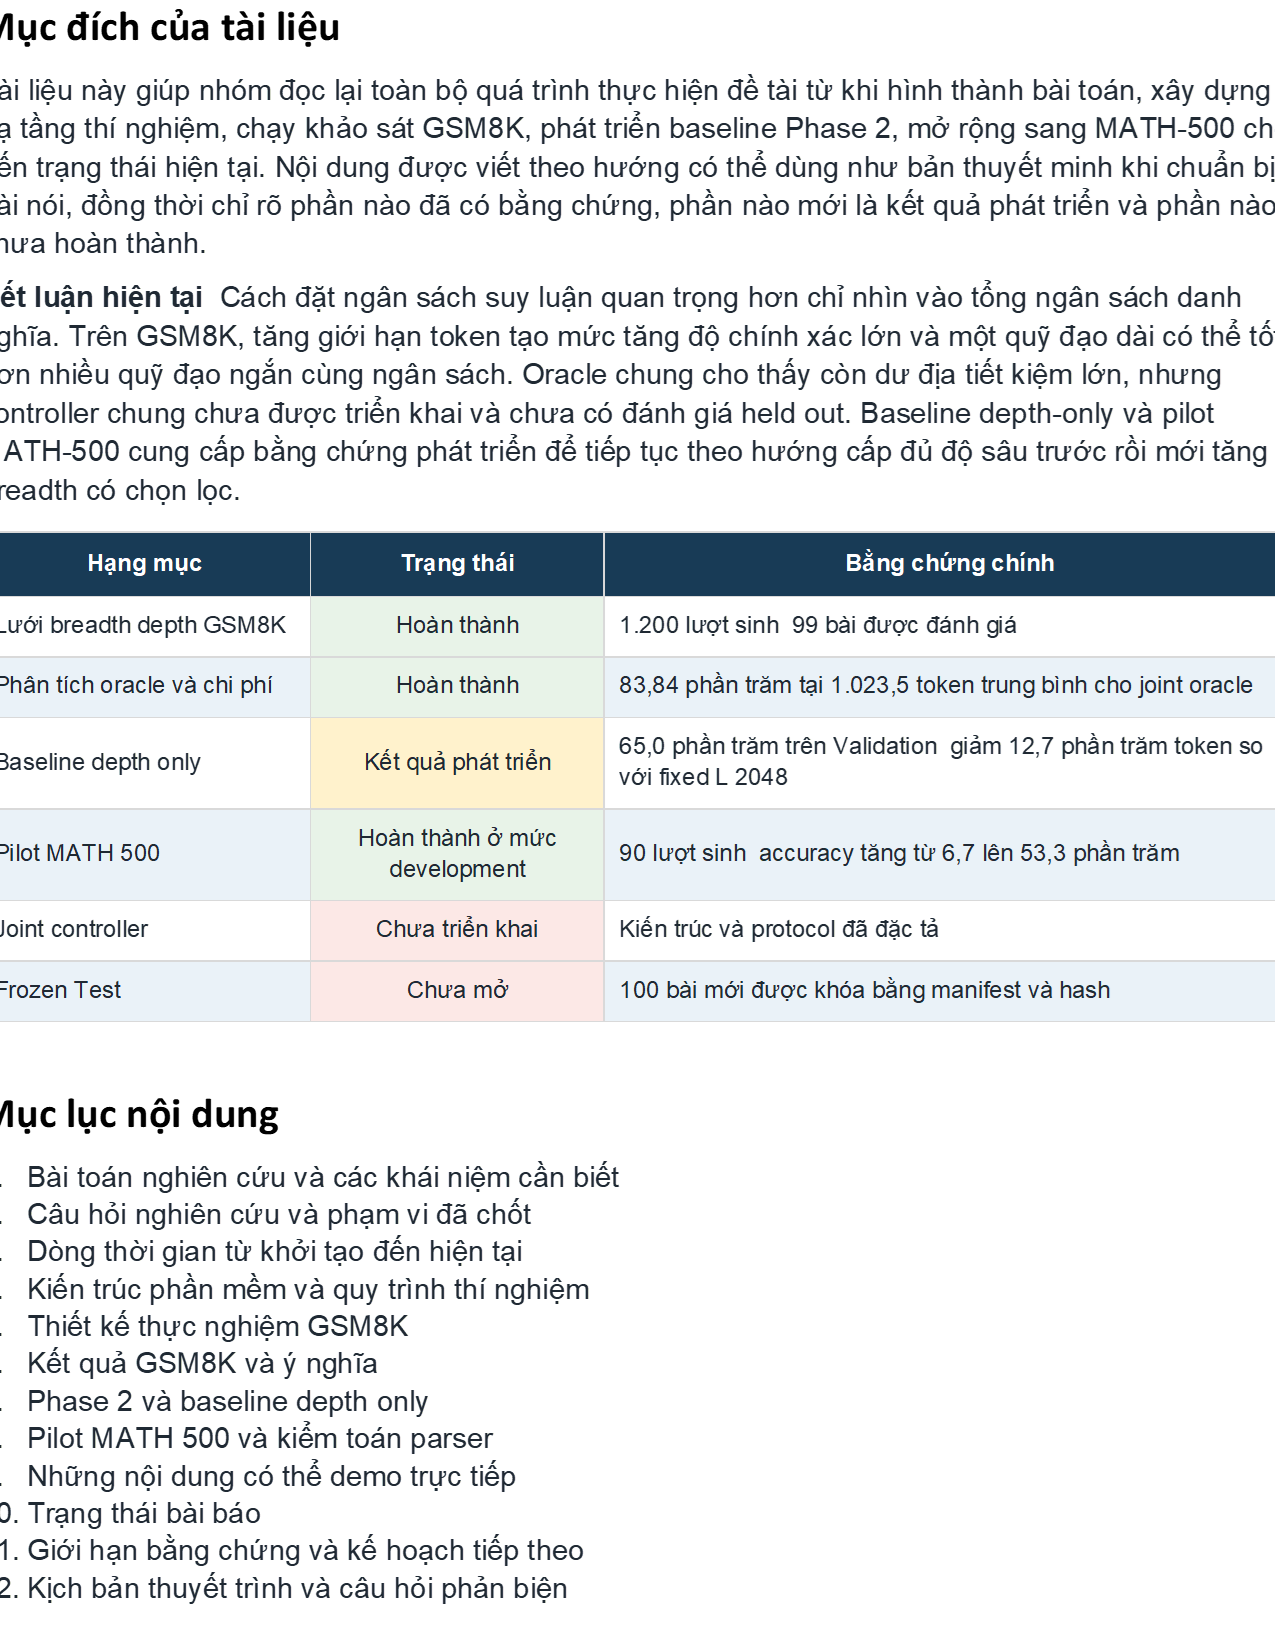 Mục đích của tài liệu
ài liệu này giúp nhóm đọc lại toàn bộ quá trình thực hiện đề tài từ khi hình thành bài toán, xây dựng
ạ tầng thí nghiệm, chạy khảo sát GSM8K, phát triển baseline Phase 2, mở rộng sang MATH-500 ch
ến trạng thái hiện tại. Nội dung được viết theo hướng có thể dùng như bản thuyết minh khi chuẩn bị
ài nói, đồng thời chỉ rõ phần nào đã có bằng chứng, phần nào mới là kết quả phát triển và phần nào
hưa hoàn thành.
ết luận hiện tại Cách đặt ngân sách suy luận quan trọng hơn chỉ nhìn vào tổng ngân sách danh
ghĩa. Trên GSM8K, tăng giới hạn token tạo mức tăng độ chính xác lớn và một quỹ đạo dài có thể tốt
ơn nhiều quỹ đạo ngắn cùng ngân sách. Oracle chung cho thấy còn dư địa tiết kiệm lớn, nhưng
ontroller chung chưa được triển khai và chưa có đánh giá held out. Baseline depth-only và pilot
ATH-500 cung cấp bằng chứng phát triển để tiếp tục theo hướng cấp đủ độ sâu trước rồi mới tăng
readth có chọn lọc.
Hạng mục Trạng thái Bằng chứng chính
Lưới breadth depth GSM8K Hoàn thành 1.200 lượt sinh 99 bài được đánh giá
Phân tích oracle và chi phí Hoàn thành 83,84 phần trăm tại 1.023,5 token trung bình cho joint oracle
Baseline depth only Kết quả phát triển 65,0 phần trăm trên Validation giảm 12,7 phần trăm token so
với fixed L 2048
Pilot MATH 500 Hoàn thành ở mức
development 90 lượt sinh accuracy tăng từ 6,7 lên 53,3 phần trăm
Joint controller Chưa triển khai Kiến trúc và protocol đã đặc tả
Frozen Test Chưa mở 100 bài mới được khóa bằng manifest và hash
Mục lục nội dung
. Bài toán nghiên cứu và các khái niệm cần biết
. Câu hỏi nghiên cứu và phạm vi đã chốt
. Dòng thời gian từ khởi tạo đến hiện tại
. Kiến trúc phần mềm và quy trình thí nghiệm
. Thiết kế thực nghiệm GSM8K
. Kết quả GSM8K và ý nghĩa
. Phase 2 và baseline depth only
. Pilot MATH 500 và kiểm toán parser
. Những nội dung có thể demo trực tiếp
0. Trạng thái bài báo
1. Giới hạn bằng chứng và kế hoạch tiếp theo
2. Kịch bản thuyết trình và câu hỏi phản biện